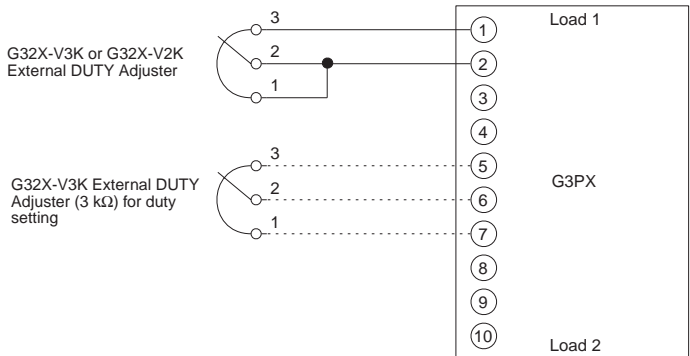 3
Load 1
1
G32X-V3K or G32X-V2K
External DUTY Adjuster
2
2
1
3
4
3
5
G32X-V3K External DUTY
Adjuster (3 kΩ) for duty
setting
2
6
G3PX
1
7
8
9
10
Load 2